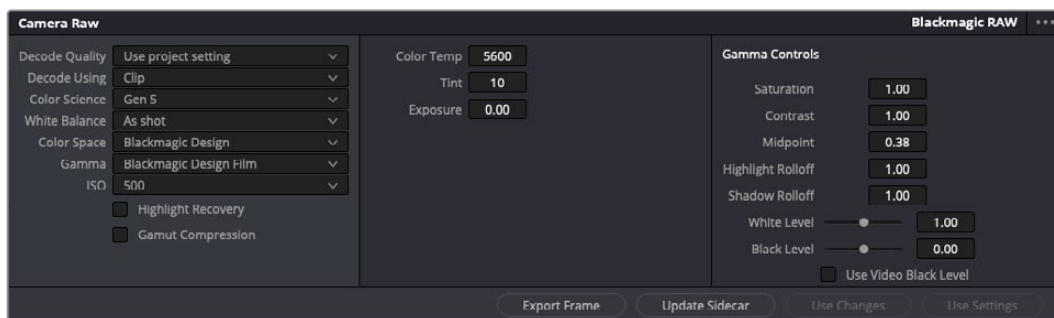 Camera Raw
Blackmagic RAW
Decode Quality Use project setting
Decode Using Clip
Color Science Gen 5
White Balance As shot
Color Space Blackmagic Design
Gamma Blackmagic Design Film
ISO 500
Highlight Recovery
Gamut Compression
Color Temp 5600
Tint 10
Exposure 0.00
Gamma Controls
Saturation 1.00
Contrast 1.00
Midpoint 0.38
Highlight Rolloff 1.00
Shadow Rolloff 1.00
White Level 1.00
Black Level 0.00
Use Video Black Level
Export Frame Update Sidecar Use Changes Use Settings